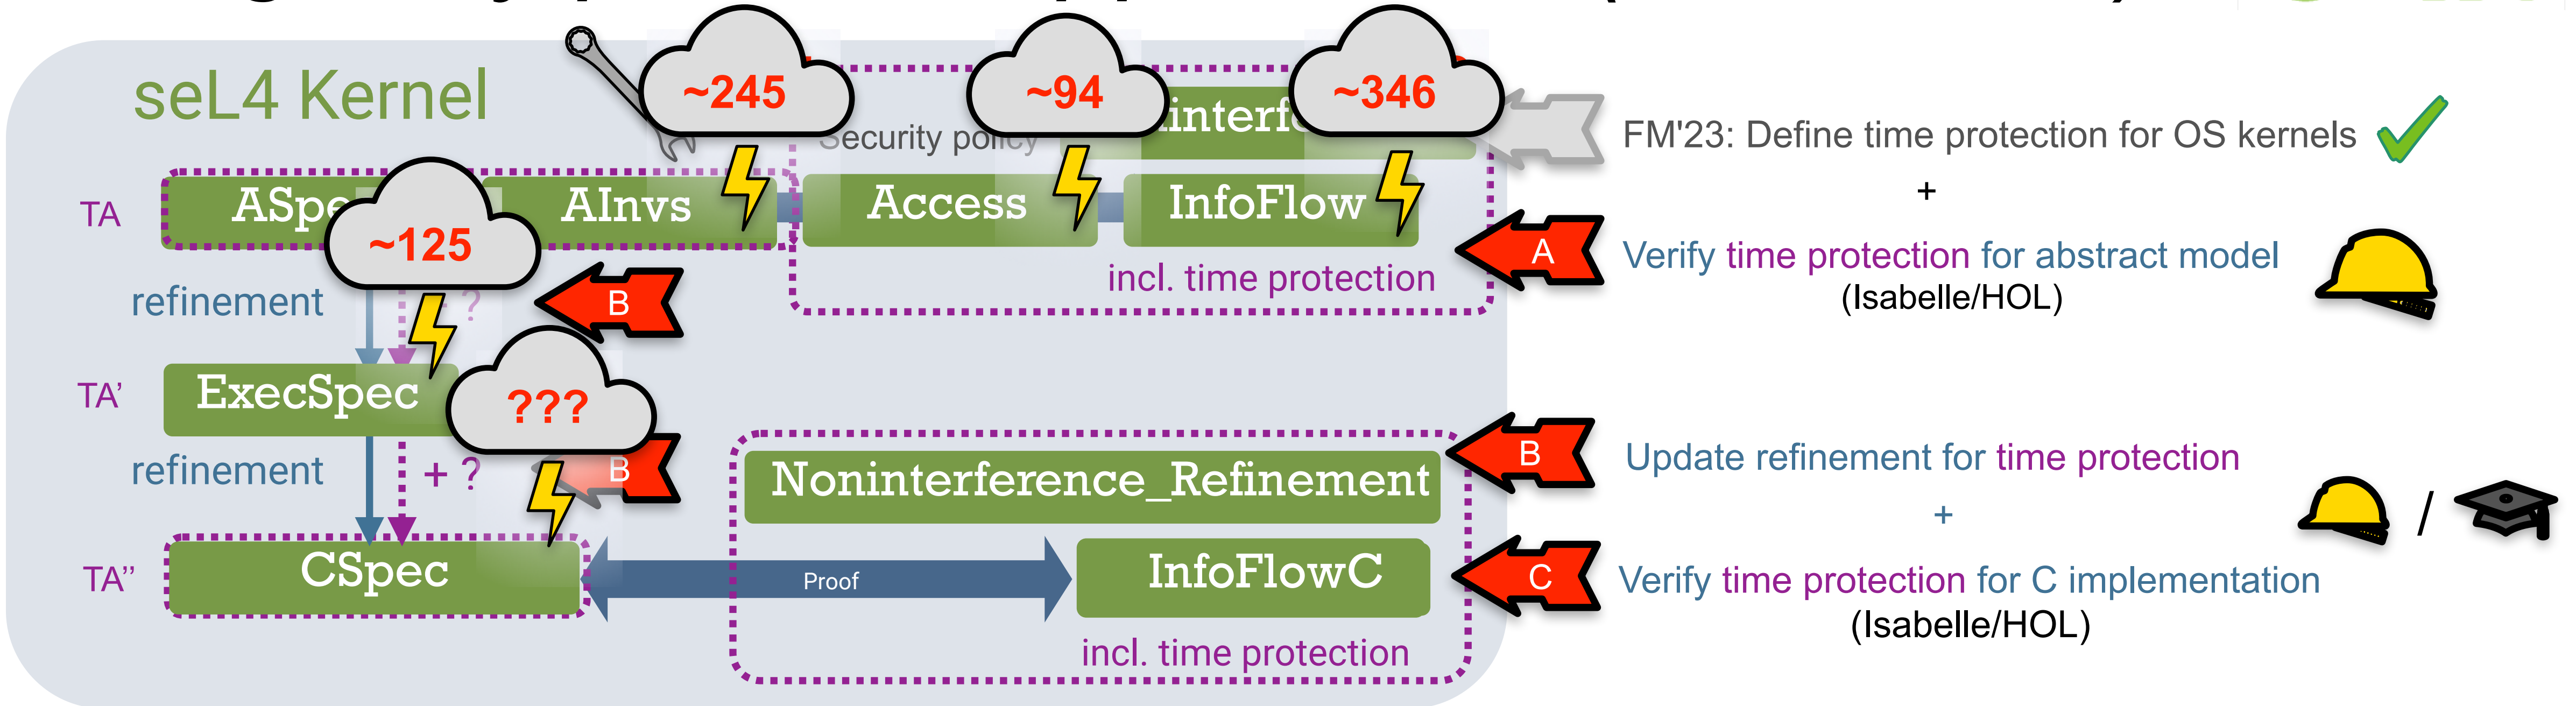 seL4 Kernel
~245
~94
~346
interf
Security policy
FM'23: Define time protection for OS kernels
+
TA
ASpe
AInvs
Access
InfoFlow
~125
A
Verify time protection for abstract model
(Isabelle/HOL)
incl. time protection
refinement
?
B
TA'
ExecSpec
???
B
Update refinement for time protection
refinement
+ ?
B
Noninterference_Refinement
+
/
TA''
CSpec
Proof
InfoFlowC
C
Verify time protection for C implementation
(Isabelle/HOL)
incl. time protection